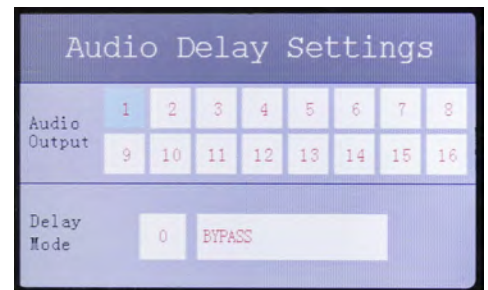 Audio Delay Settings
Audio
Output
1 2 3 4 5 6 7 8
9 10 11 12 13 14 15 16
Delay
Mode
0 BYPASS